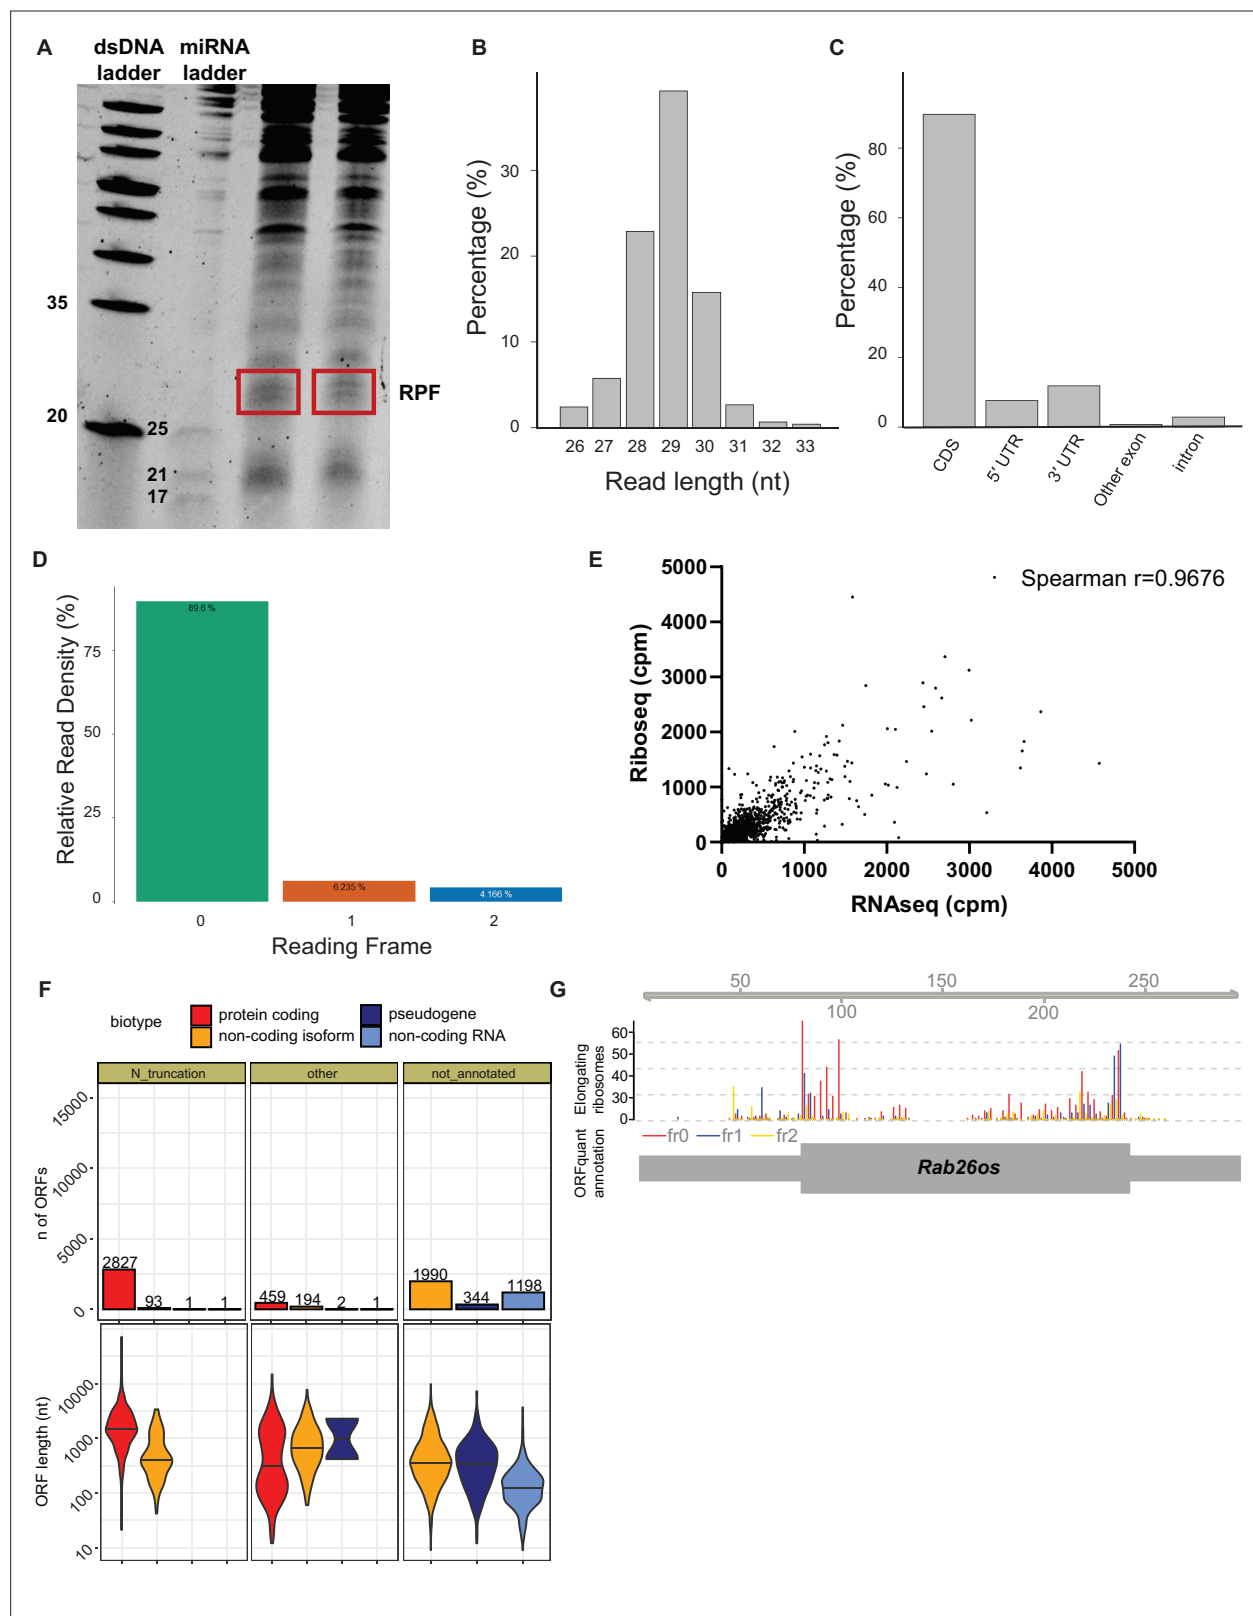 A
dsDNA
ladder
miRNA
ladder
35
20
25
21
17
RPF
B
Percentage (%)
30
20
10
0
26 27 28 29 30 31 32 33
Read length (nt)
C
Percentage (%)
80
60
40
20
0
CDS
5' UTR
3' UTR
Other exon
intron
D
Relative Read Density (%)
75
50
25
0
89.6 %
6.235 %
4.166 %
0 1 2
Reading Frame
E
Spearman r=0.9676
Riboseq (cpm)
5000
4000
3000
2000
1000
0
0 1000 2000 3000 4000 5000
RNAseq (cpm)
F
biotype
protein coding
non-coding isoform
pseudogene
non-coding RNA
N_truncation
other
not_annotated
n of ORFs
15000
10000
5000
0
2827
93
1
1
459
194
2
1
1990
344
1198
ORF length (nt)
10000
1000
100
10
G
50
150
250
100
200
Elongating
ribosomes
60
50
40
30
0
fr0 fr1 fr2
ORFquant
annotation
Rab26os